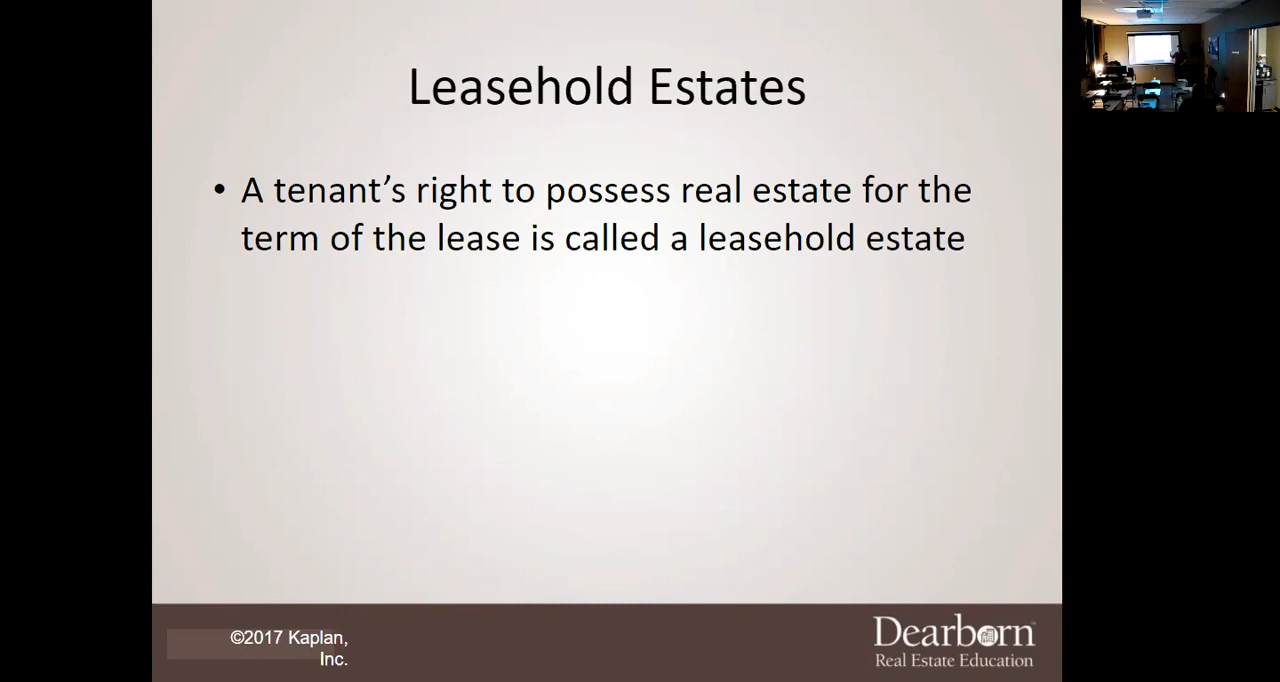 Leasehold Estates
• A tenant’s right to possess real estate for the
term of the lease is called a leasehold estate
©2017 Kaplan,
Inc.
Dearborn™
Real Estate Education